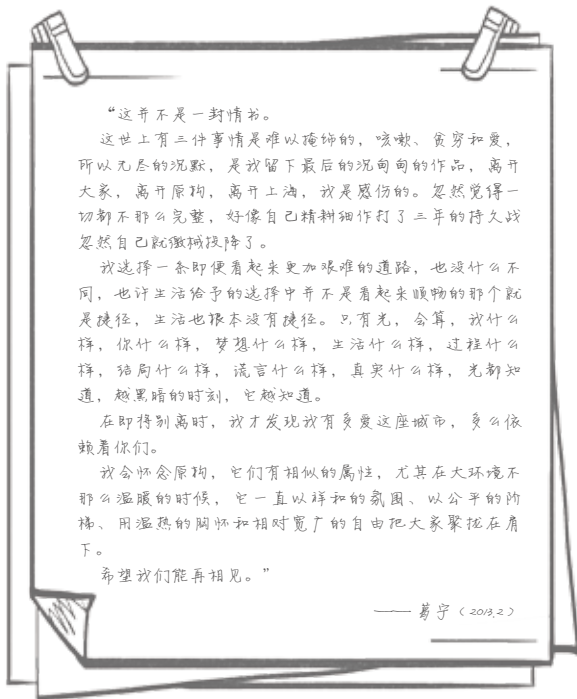 “这并不是一封情书。
这世上有三件事情是难以掩饰的，咳嗽、贫穷和爱，
所以无尽的沉默，是我留下最后的沉甸甸的作品，离开
大家，离开原构，离开上海，我是感伤的。忽然觉得一
切都不那么完整，好像自己精耕细作打了三年的持久战
忽然自己就缴械投降了。
我选择一条即便看起来更加艰难的道路，也没什么不
同，也许生活给予的选择中并不是看起来顺畅的那个就
是捷径，生活也根本没有捷径。只有光，会算，我什么
样，你什么样，梦想什么样，生活什么样，过程什么
样，结局什么样，谎言什么样，真实什么样，光都知
道，越黑暗的时刻，它越知道。
在即将别离时，我才发现我有多爱这座城市，多么依
赖着你们。
我会怀念原构，它们有相似的属性，尤其在大环境不
那么温暖的时候，它一直以祥和的氛围、以公平的阶
梯、用温热的胸怀和相对宽广的自由把大家聚拢在肩
下。
希望我们能再相见。”
—— 葛宁（2013.2）